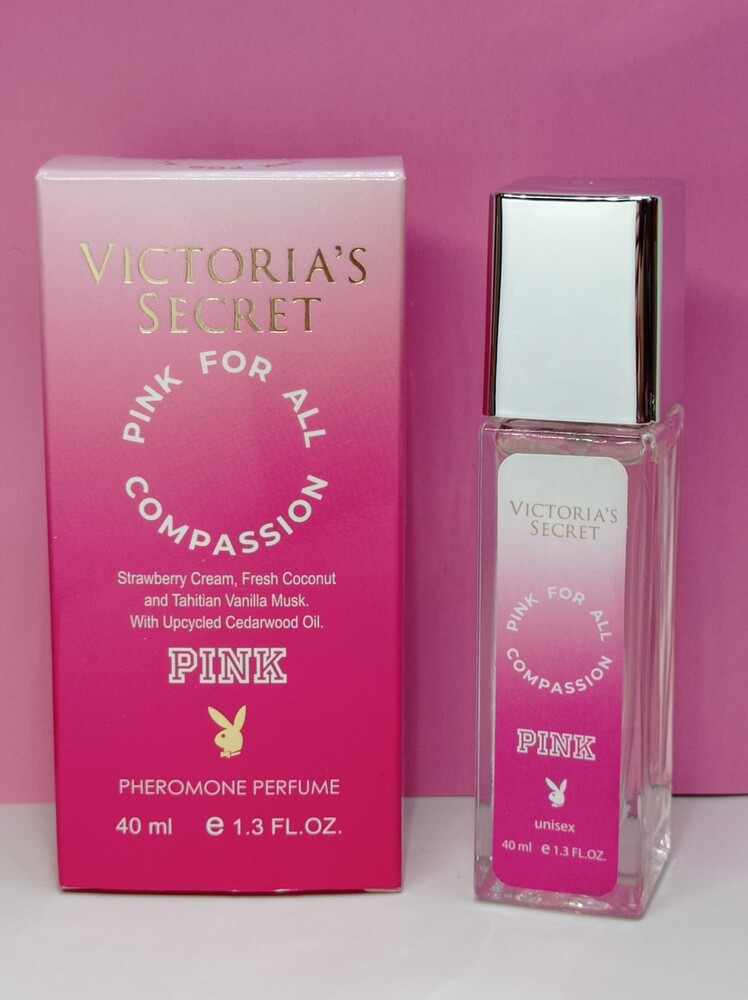 VICTORIA'S
SECRET
PINK FOR ALL
COMPASSION
Strawberry Cream, Fresh Coconut
and Tahitian Vanilla Musk.
With Upcycled Cedarwood Oil.
PINK
PHEROMONE PERFUME
40 ml e 1.3 FL.OZ.
VICTORIA'S
SECRET
PINK FOR ALL
COMPASSION
PINK
unisex
40 ml e 1.3 FL.OZ.